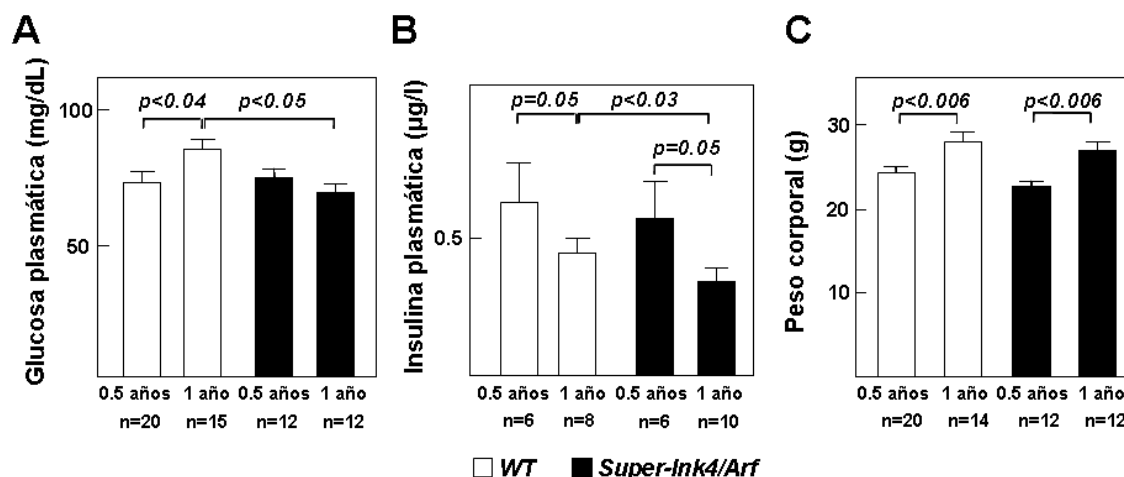 A
Glucosa plasmática (mg/dL)
100
50
p<0.04
p<0.05
0.5 años 1 año 0.5 años 1 año
n=20 n=15 n=12 n=12
B
Insulina plasmática (µg/l)
0.5
p=0.05
p<0.03
p=0.05
0.5 años 1 año 0.5 años 1 año
n=6 n=8 n=6 n=10
C
Peso corporal (g)
30
20
10
p<0.006
p<0.006
0.5 años 1 año 0.5 años 1 año
n=20 n=14 n=12 n=12
WT Super-Ink4/Arf